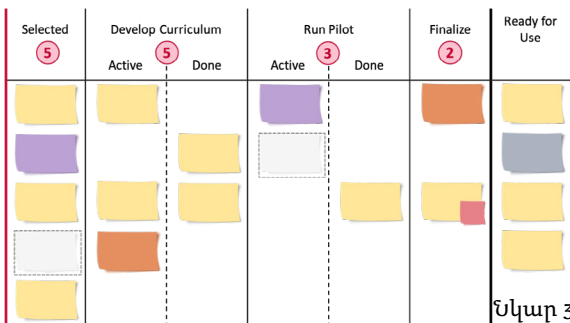 Selected
5
Develop Curriculum
5
Active
Done
Run Pilot
3
Active
Done
Finalize
2
Ready for
Use
Նկար 3